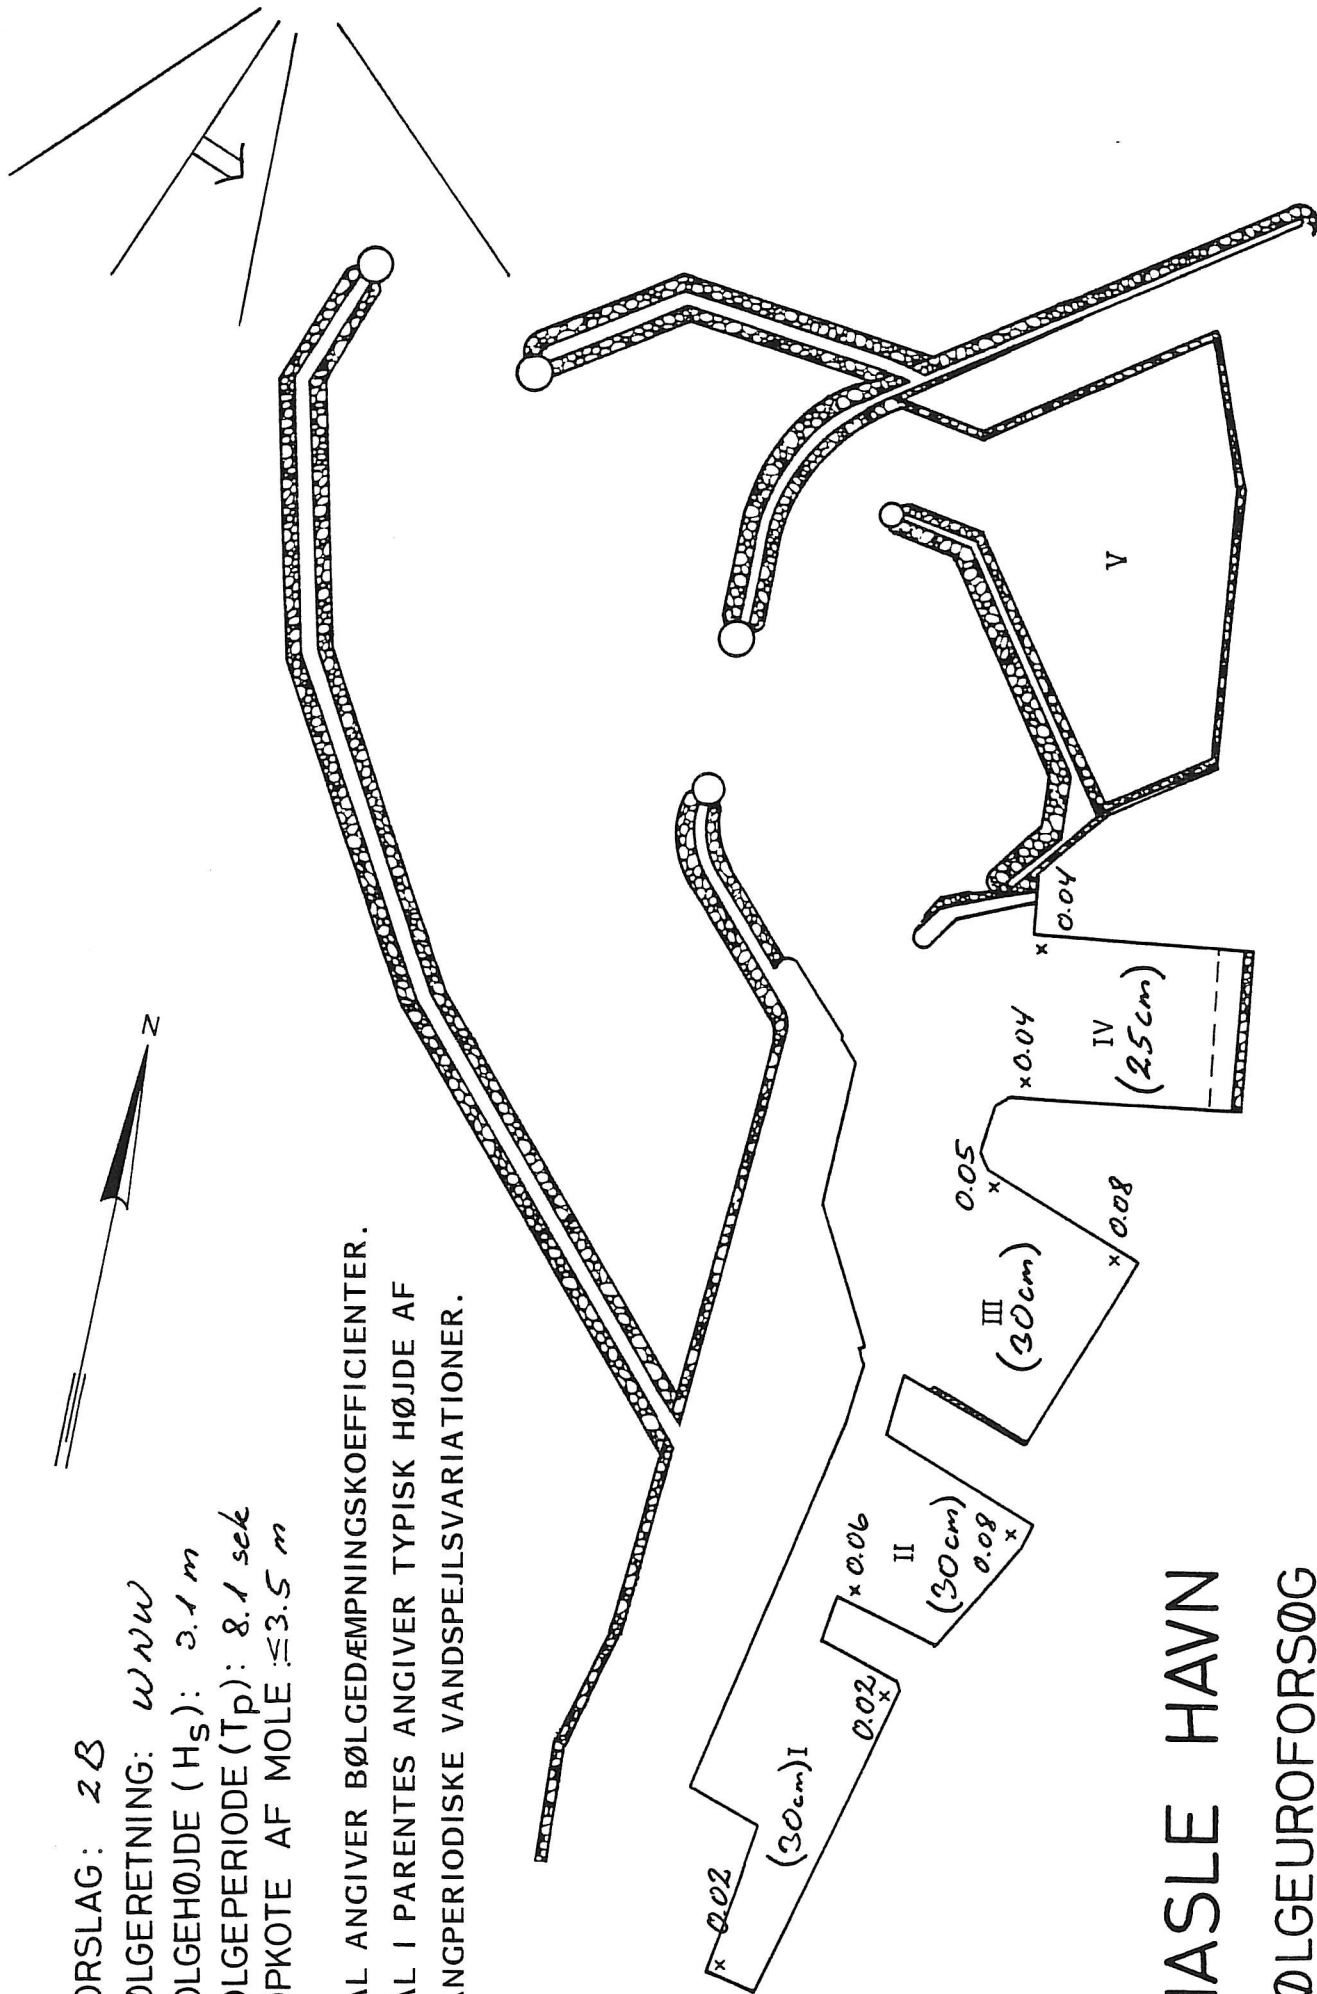 ORSLAG: 2B
ØLGERETNING: WNW
ØLGEHØJDE (Hs): 3.1 m
ØLGEPERIODE (Tp): 8.1 sek
OPKOTE AF MOLE: ≤3.5 m
AL ANGIVER BØLGEDÆMPNINGSKOEFFICIENTER.
AL I PARENTES ANGIVER TYPISK HØJDE AF
ANGPERIODISKE VANDSPEJLSVARIATIONER.
N
x 0.02
(30cm) I
0.02 x
x 0.06
II
(30cm)
0.08 x
III
(30cm)
0.05 x
x 0.08
x 0.04
IV
(25cm)
x 0.04
V
HASLE HAVN
ØLGEUROFORSØG